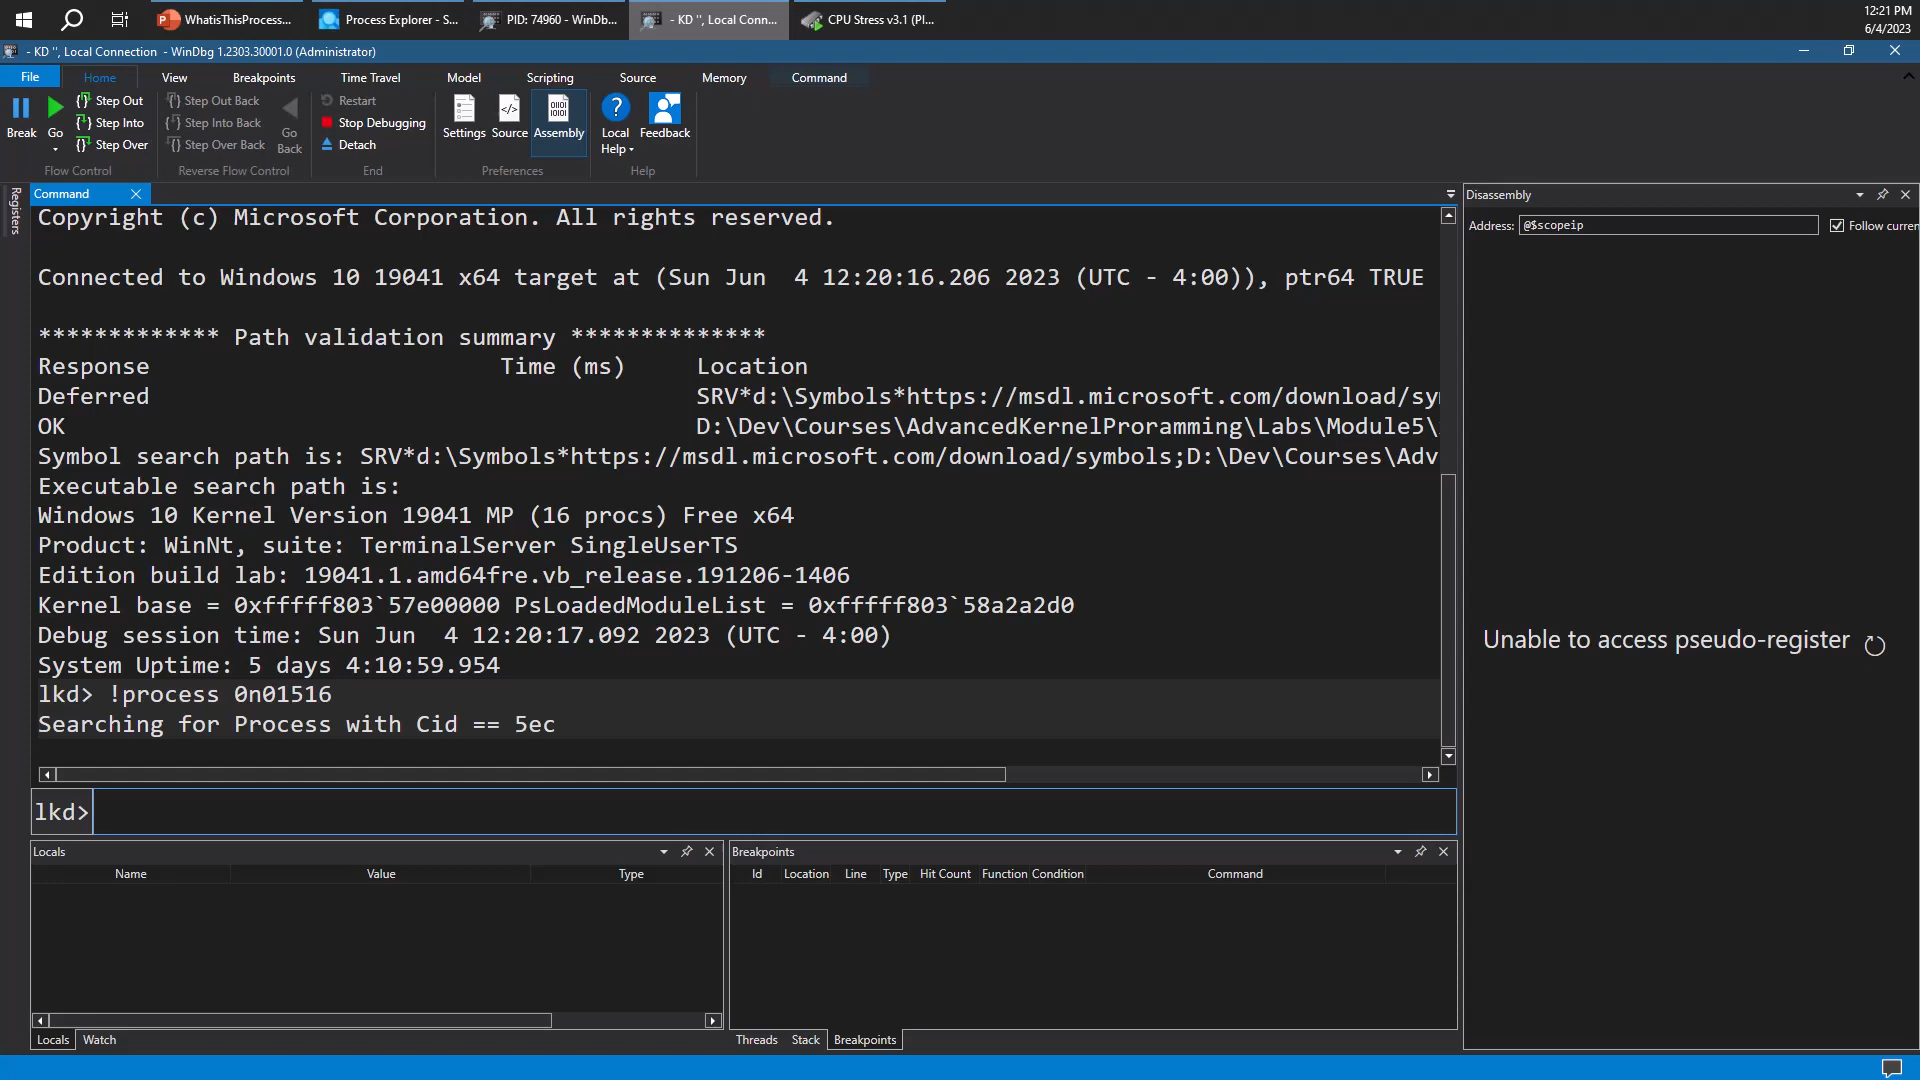 WhatisThisProcess...
Process Explorer - S...
PID: 74960 - WinDb...
- KD '', Local Conn...
CPU Stress v3.1 (PI...
12:21 PM
6/4/2023
- KD '', Local Connection - WinDbg 1.2303.30001.0 (Administrator)
File
Home
View
Breakpoints
Time Travel
Model
Scripting
Source
Memory
Command
Break
Go
Step Out
Step Into
Step Over
Flow Control
Step Out Back
Step Into Back
Step Over Back
Go Back
Reverse Flow Control
Restart
Stop Debugging
Detach
End
Settings
Source
Assembly
Preferences
Local Help
Feedback
Help
Registers
Command
Copyright (c) Microsoft Corporation. All rights reserved.
Connected to Windows 10 19041 x64 target at (Sun Jun  4 12:20:16.206 2023 (UTC - 4:00)), ptr64 TRUE
************* Path validation summary **************
Response                         Time (ms)     Location
Deferred                                       SRV*d:\Symbols*https://msdl.microsoft.com/download/sy
OK                                             D:\Dev\Courses\AdvancedKernelProramming\Labs\Module5\
Symbol search path is: SRV*d:\Symbols*https://msdl.microsoft.com/download/symbols;D:\Dev\Courses\Adv
Executable search path is:
Windows 10 Kernel Version 19041 MP (16 procs) Free x64
Product: WinNt, suite: TerminalServer SingleUserTS
Edition build lab: 19041.1.amd64fre.vb_release.191206-1406
Kernel base = 0xfffff803`57e00000 PsLoadedModuleList = 0xfffff803`58a2a2d0
Debug session time: Sun Jun  4 12:20:17.092 2023 (UTC - 4:00)
System Uptime: 5 days 4:10:59.954
lkd> !process 0n01516
Searching for Process with Cid == 5ec
lkd>
Disassembly
Address: @$scopeip
Follow curren
Unable to access pseudo-register
Locals
Name Value Type
Locals
Watch
Breakpoints
Id Location Line Type Hit Count Function Condition Command
Threads
Stack
Breakpoints